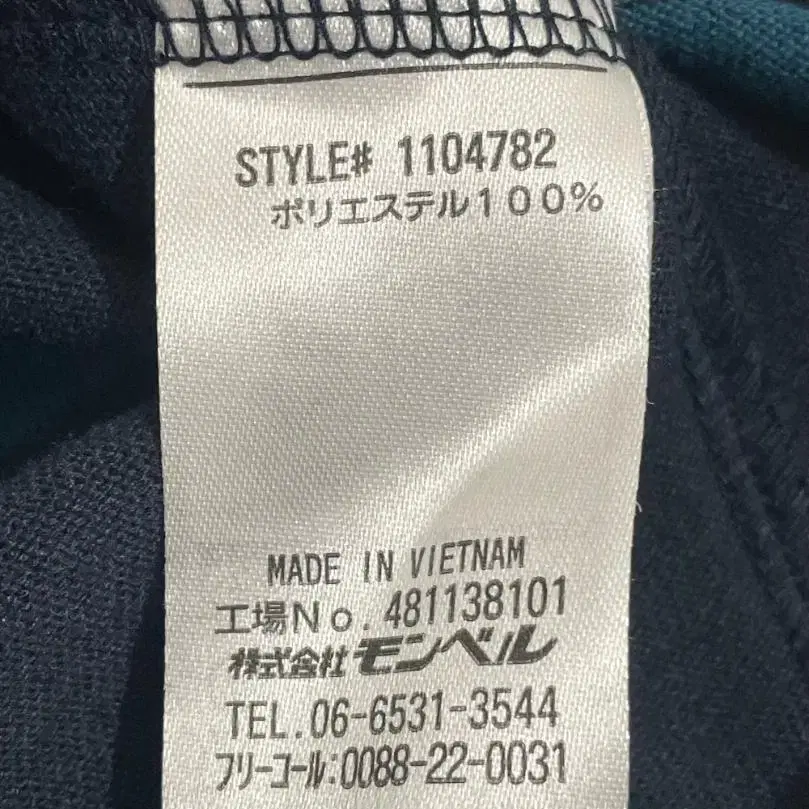 STYLE# 1104782
ポリエステル１００％
MADE IN VIETNAM
工場Ｎｏ. 481138101
株式会社モンベル
TEL.06-6531-3544
フリーコール:0088-22-0031